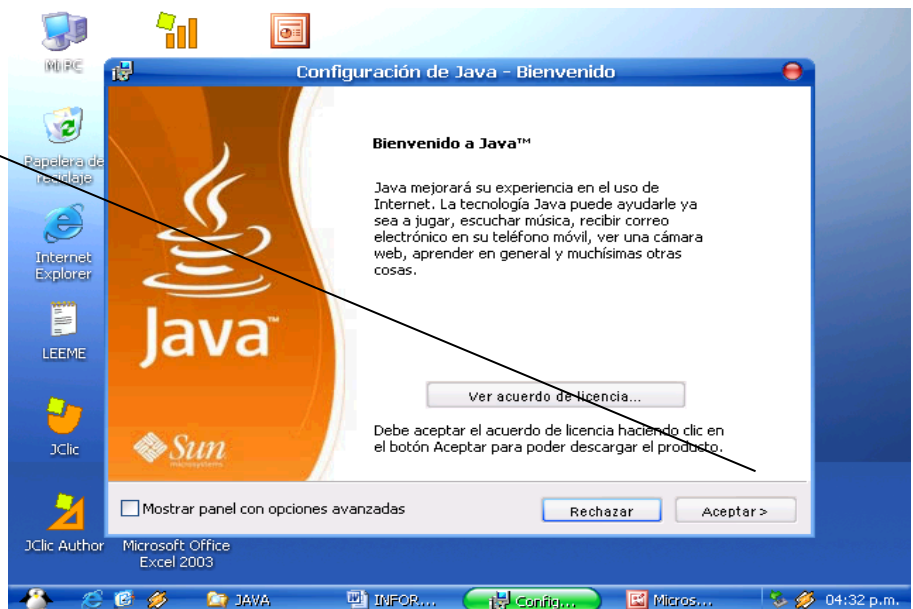 Mi PC
Configuración de Java - Bienvenido
Bienvenido a Java™
Papelera de
reciclaje
Java mejorará su experiencia en el uso de
Internet. La tecnología Java puede ayudarle ya
sea a jugar, escuchar música, recibir correo
electrónico en su teléfono móvil, ver una cámara
web, aprender en general y muchísimas otras
cosas.
Internet
Explorer
Java™
LEEME
Ver acuerdo de licencia...
Debe aceptar el acuerdo de licencia haciendo clic en
el botón Aceptar para poder descargar el producto.
JClic
Sun
microsystems
Mostrar panel con opciones avanzadas
Rechazar
Aceptar >
JClic Author
Microsoft Office
Excel 2003
JAVA
INFOR...
Config...
Micros...
04:32 p.m.